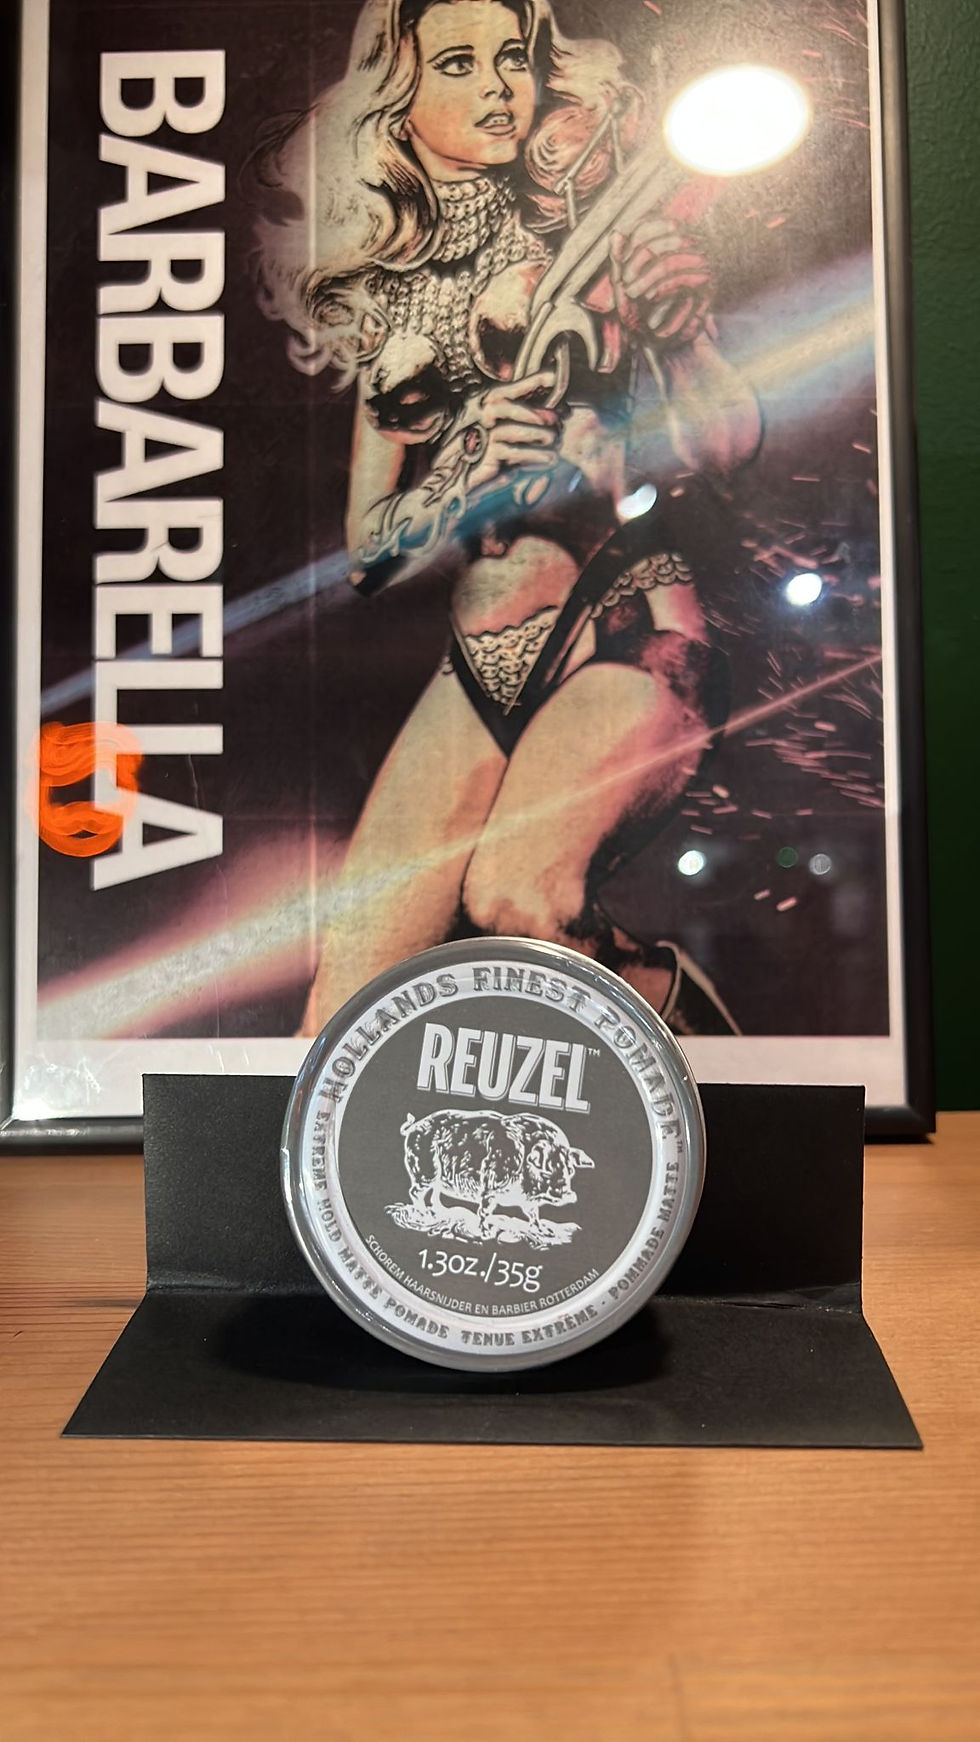 BARBARELLA
HOLLANDS FINEST POMADE™
REUZEL™
1.3oz./35g
SCHOREM HAARSNIJDER EN BARBIER ROTTERDAM
EXTREME HOLD MATTE POMADE TENUE EXTRÊME - POMMADE MATTE